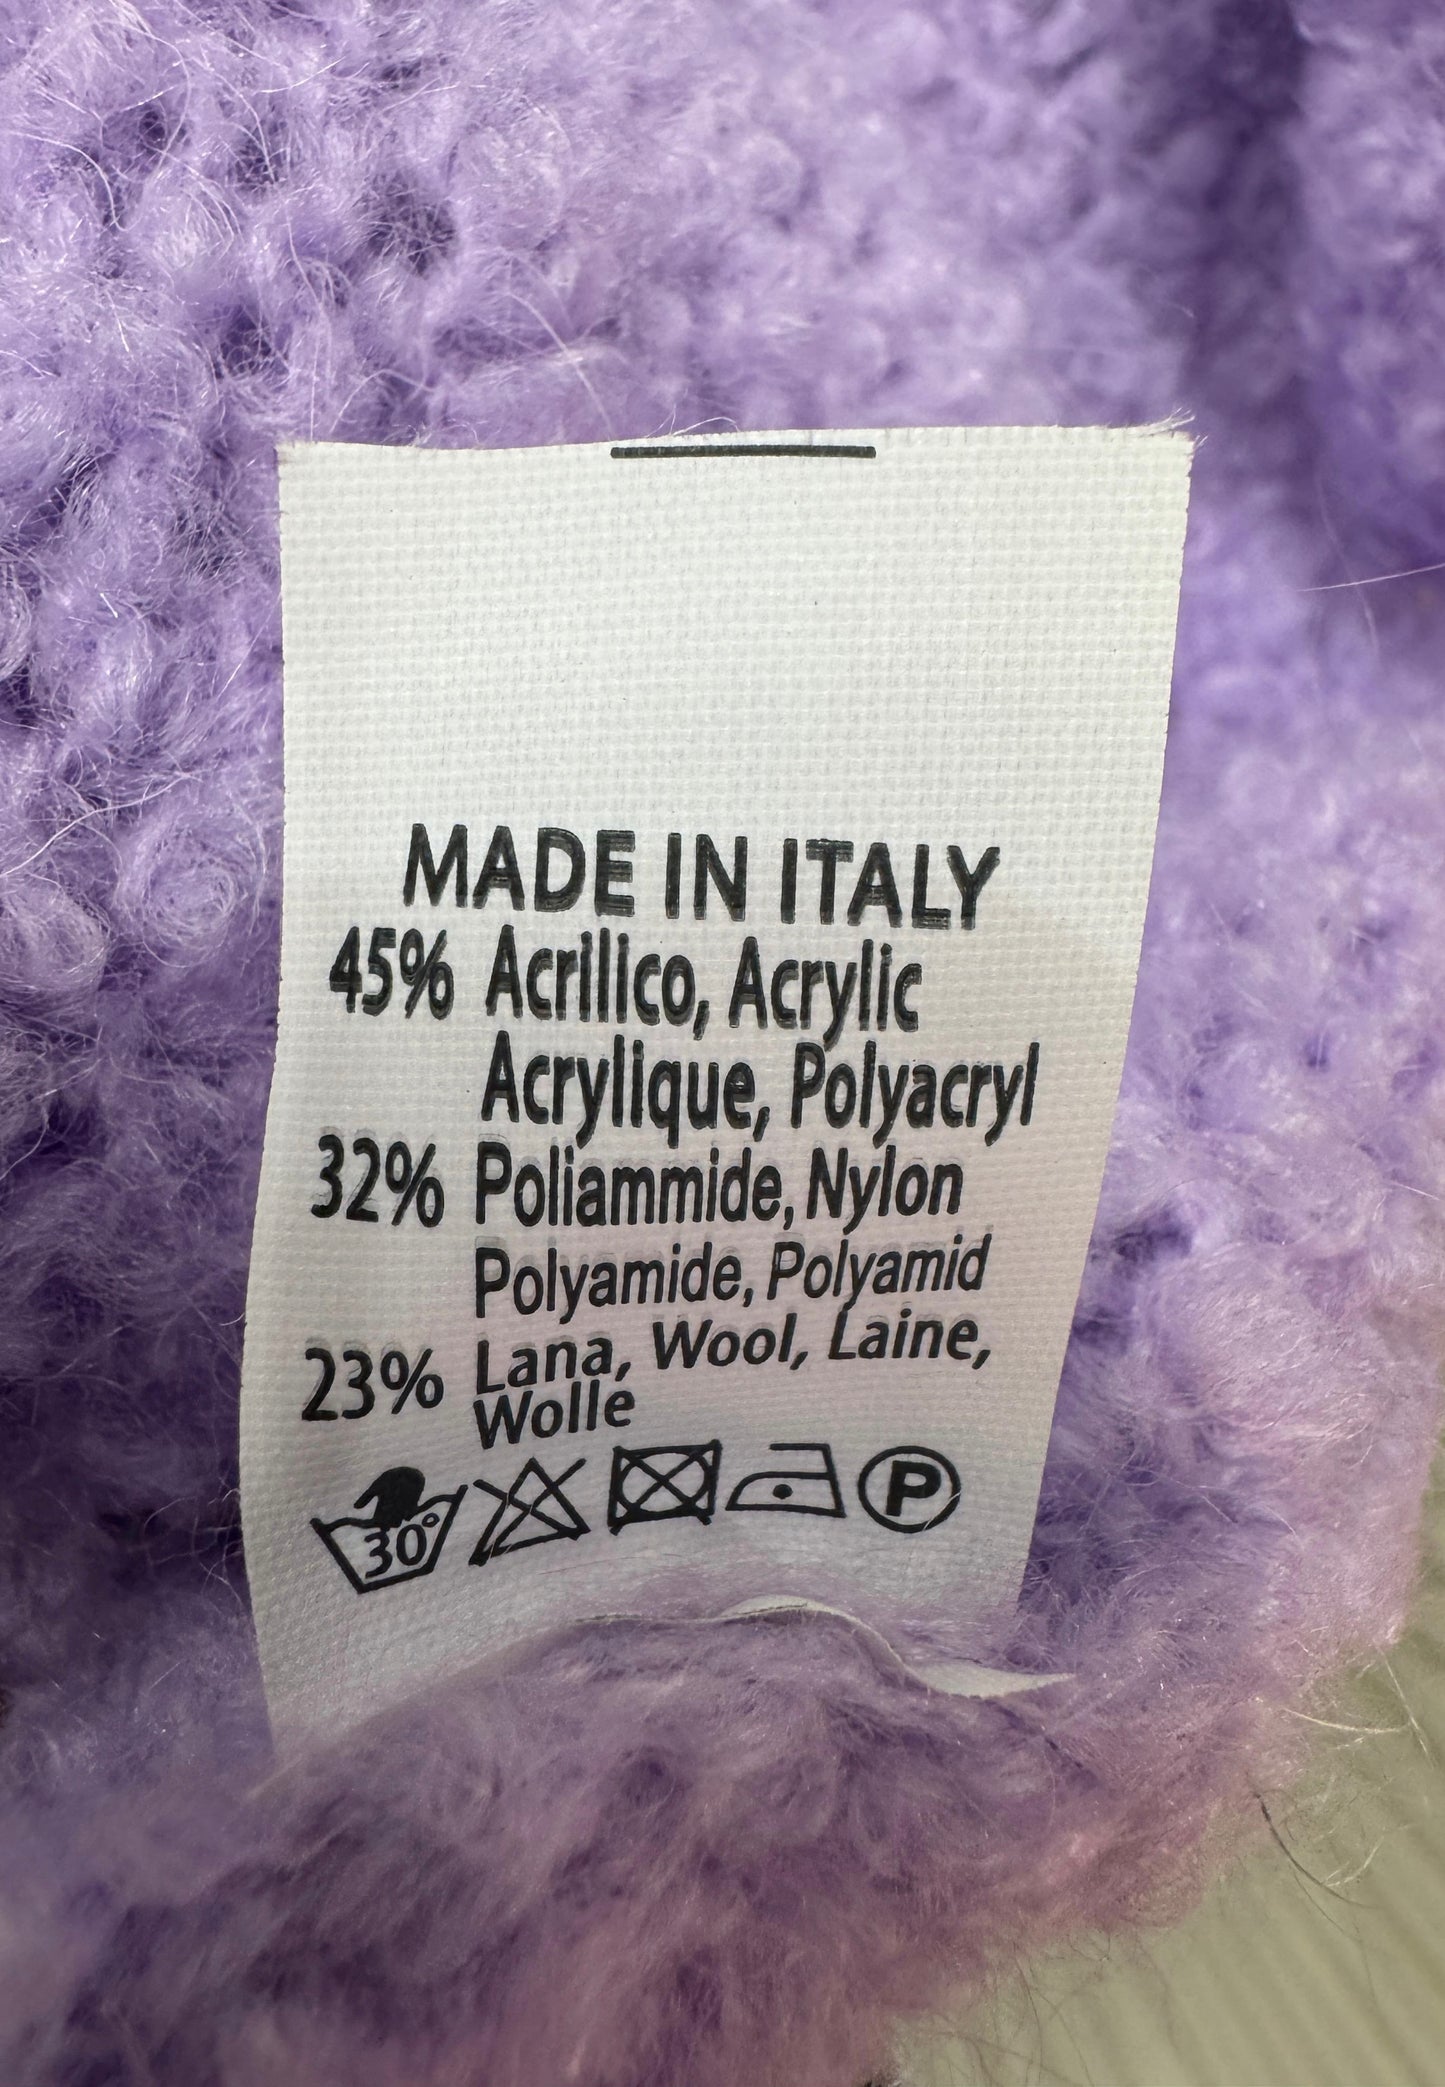 MADE IN ITALY
45% Acrilico, Acrylic
Acrylique, Polyacryl
32% Poliammide, Nylon
Polyamide, Polyamid
23% Lana, Wool, Laine,
Wolle
30°
P